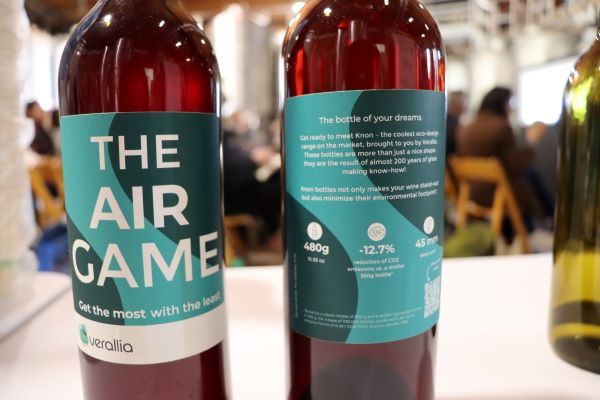 THE
AIR
GAME
Get the most with the least
verallia
The bottle of your dreams
Get ready to meet Knon - the coolest eco-design
range on the market, brought to you by Verallia.
These bottles are more than just a nice shape,
they are the result of almost 200 years of glass
making know-how!
Knon bottles not only makes your wine stand-out
but also minimize their environmental footprint!
480g
-12.7%
reduction of CO2
emissions vs. a similar
550g bottle*
45 mm